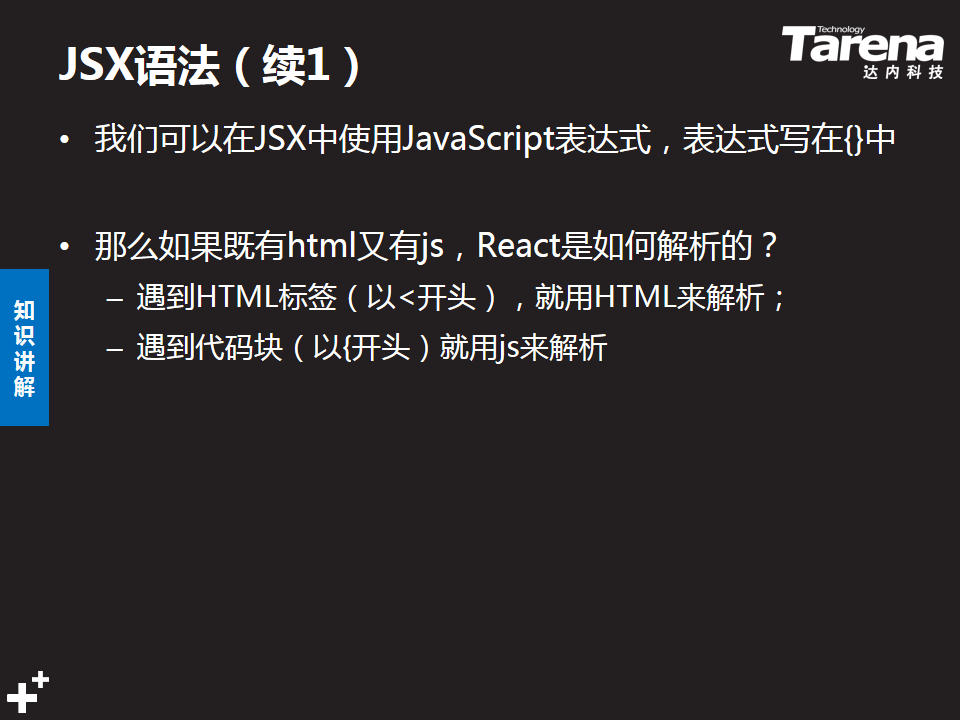 JSX语法（续1）
Technology
Tarena
达内科技
• 我们可以在JSX中使用JavaScript表达式，表达式写在{}中
• 那么如果既有html又有js，React是如何解析的？
– 遇到HTML标签（以<开头），就用HTML来解析；
– 遇到代码块（以{开头）就用js来解析
知识讲解